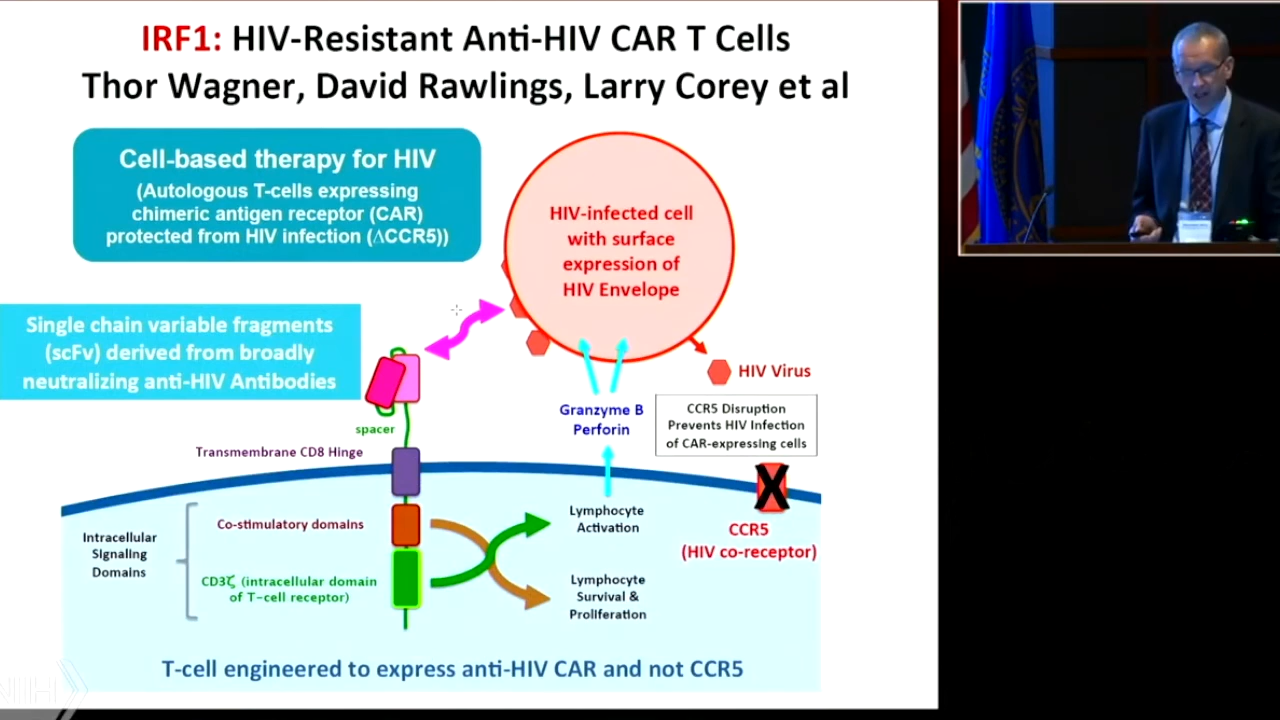 IRF1: HIV-Resistant Anti-HIV CAR T Cells
Thor Wagner, David Rawlings, Larry Corey et al
Cell-based therapy for HIV
(Autologous T-cells expressing
chimeric antigen receptor (CAR)
protected from HIV infection (∆CCR5))
HIV-infected cell
with surface
expression of
HIV Envelope
Single chain variable fragments
(scFv) derived from broadly
neutralizing anti-HIV Antibodies
HIV Virus
Granzyme B
Perforin
CCR5 Disruption
Prevents HIV Infection
of CAR-expressing cells
spacer
Transmembrane CD8 Hinge
Intracellular
Signaling
Domains
Co-stimulatory domains
CD3ζ (intracellular domain
of T-cell receptor)
Lymphocyte
Activation
Lymphocyte
Survival &
Proliferation
CCR5
(HIV co-receptor)
T-cell engineered to express anti-HIV CAR and not CCR5
NIH